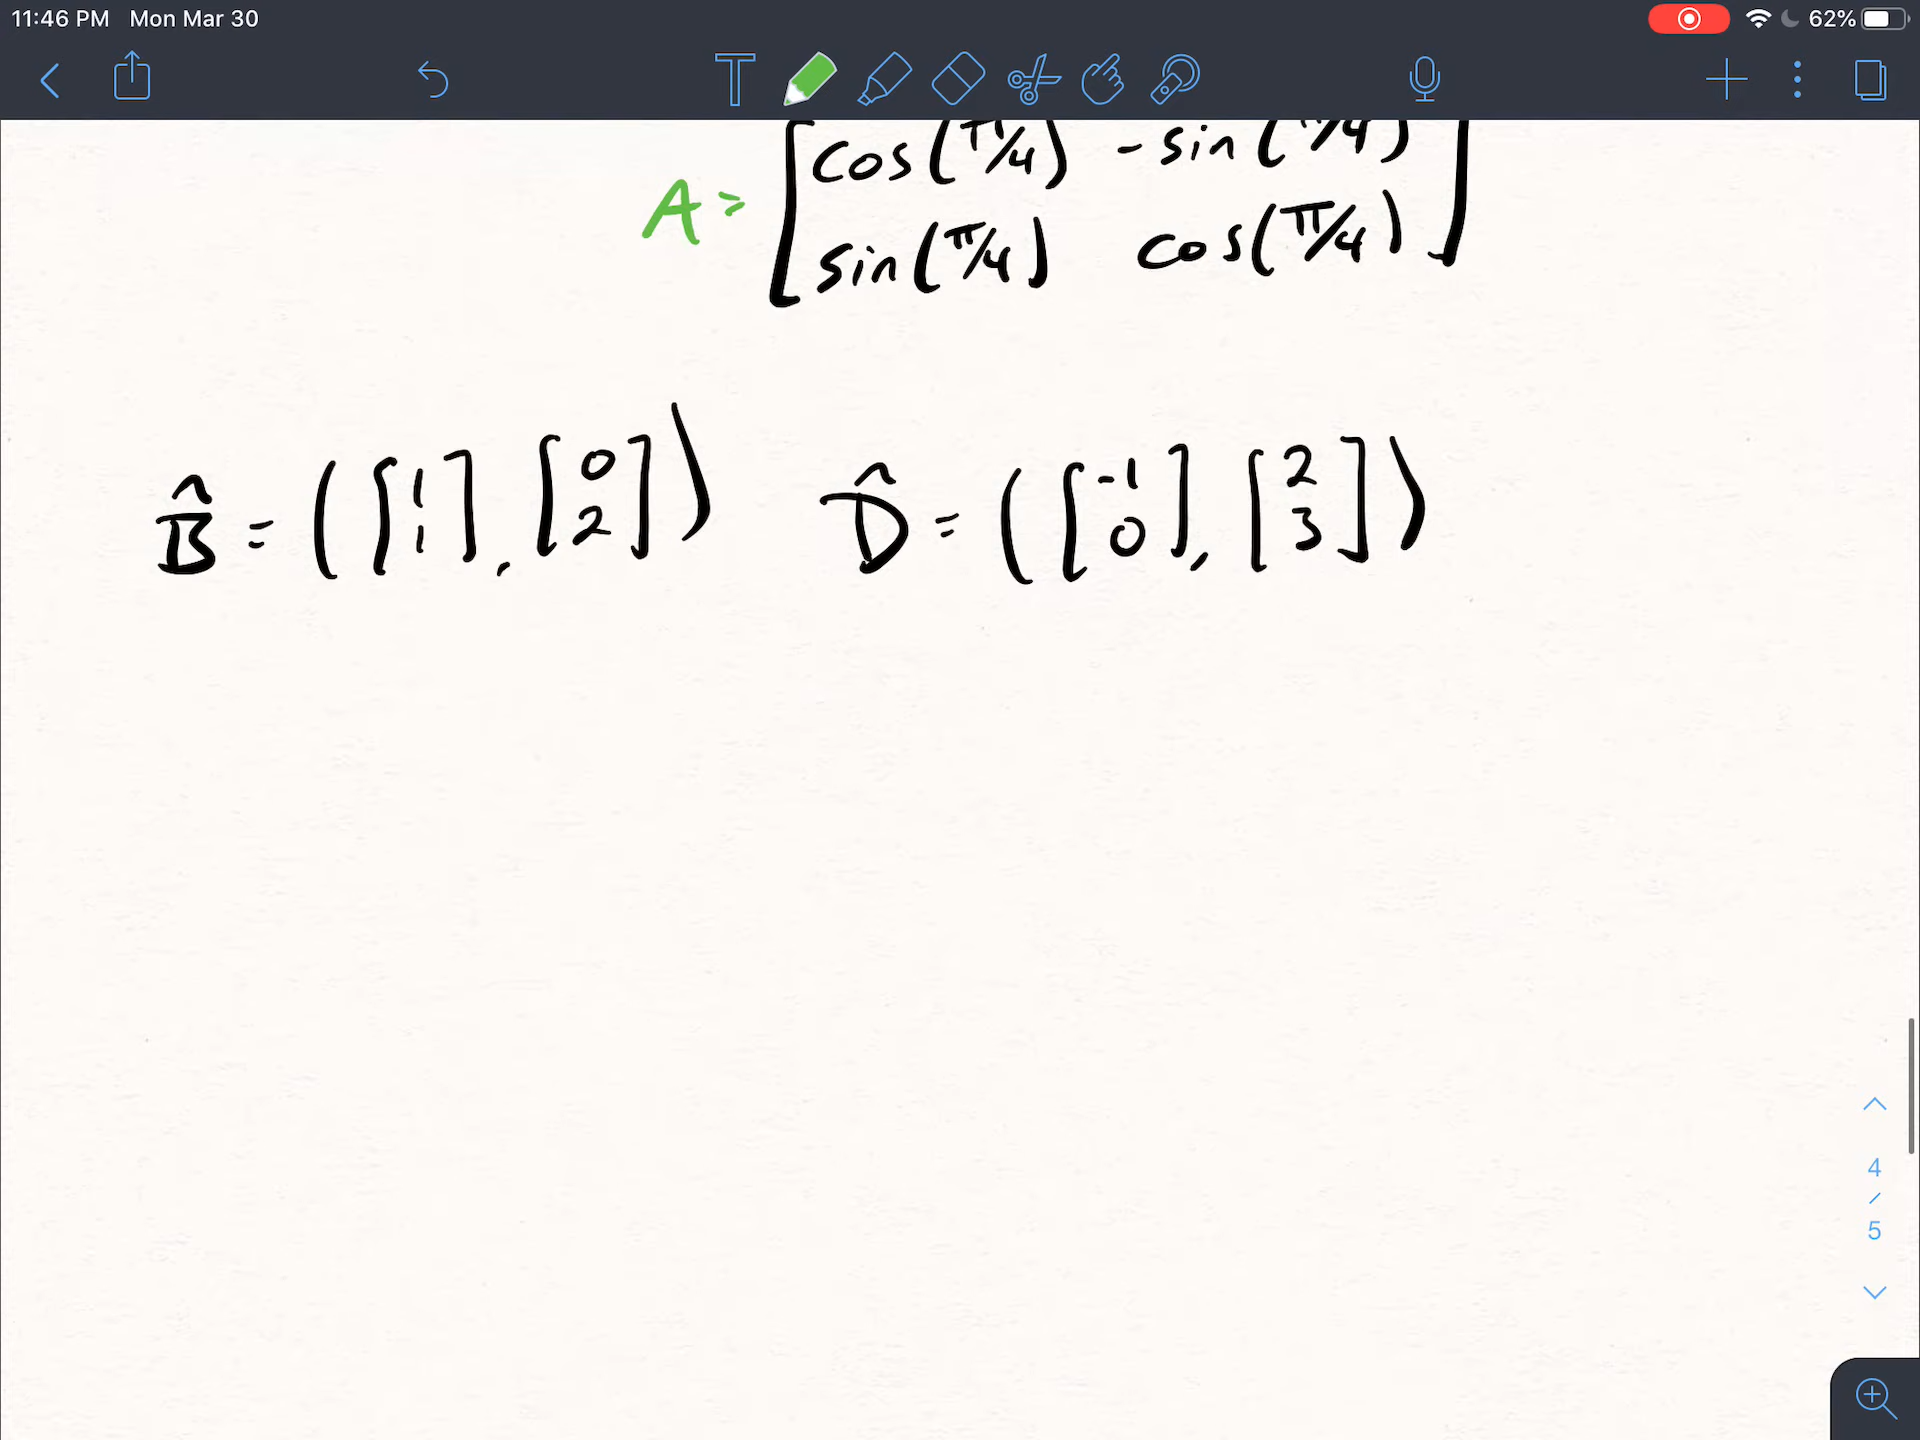 11:46 PM Mon Mar 30 62%
T
A = [cos(π/4) -sin(π/4)
sin(π/4) cos(π/4)]
B̂ = ([1 1], [0 2]) D̂ = ([-1 0], [2 3])
4
/
5